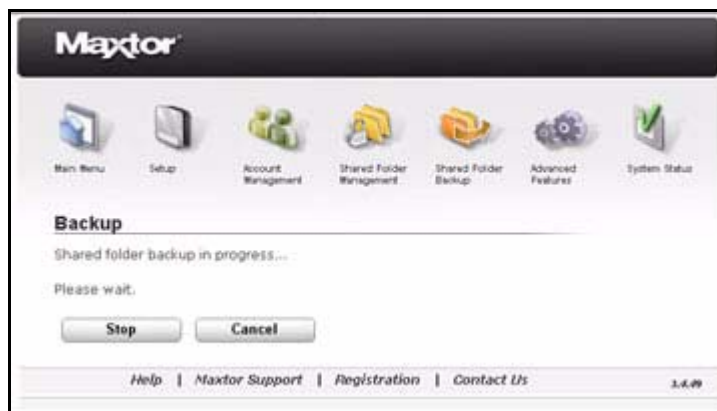 Maxtor
Main Menu
Setup
Account Management
Shared Folder Management
Shared Folder Backup
Advanced Features
System Status
Backup
Shared folder backup in progress...
Please wait.
Stop Cancel
Help | Maxtor Support | Registration | Contact Us